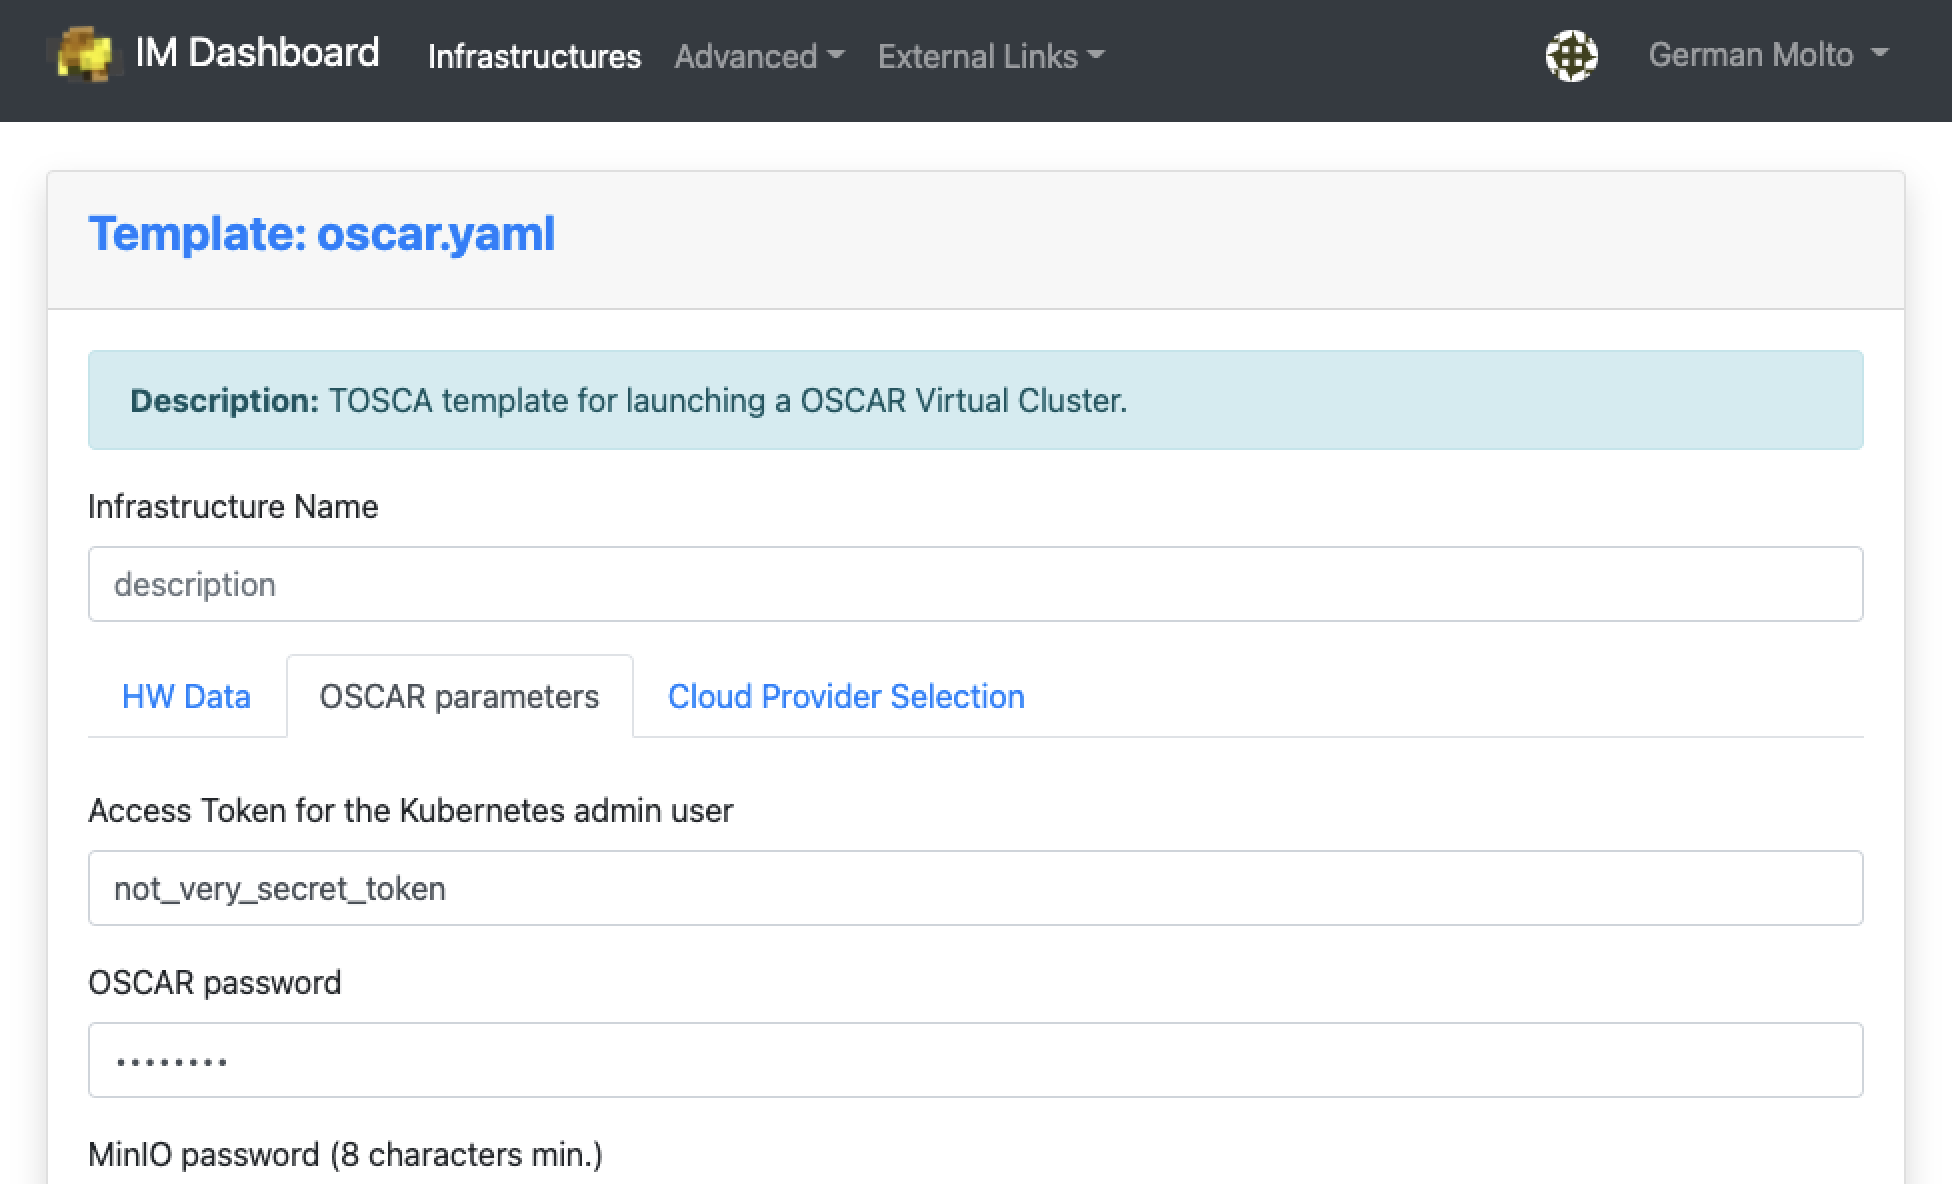 IM Dashboard Infrastructures Advanced External Links German Molto
Template: oscar.yaml
Description: TOSCA template for launching a OSCAR Virtual Cluster.
Infrastructure Name
description
HW Data OSCAR parameters Cloud Provider Selection
Access Token for the Kubernetes admin user
not_very_secret_token
OSCAR password
••••••••
MinIO password (8 characters min.)